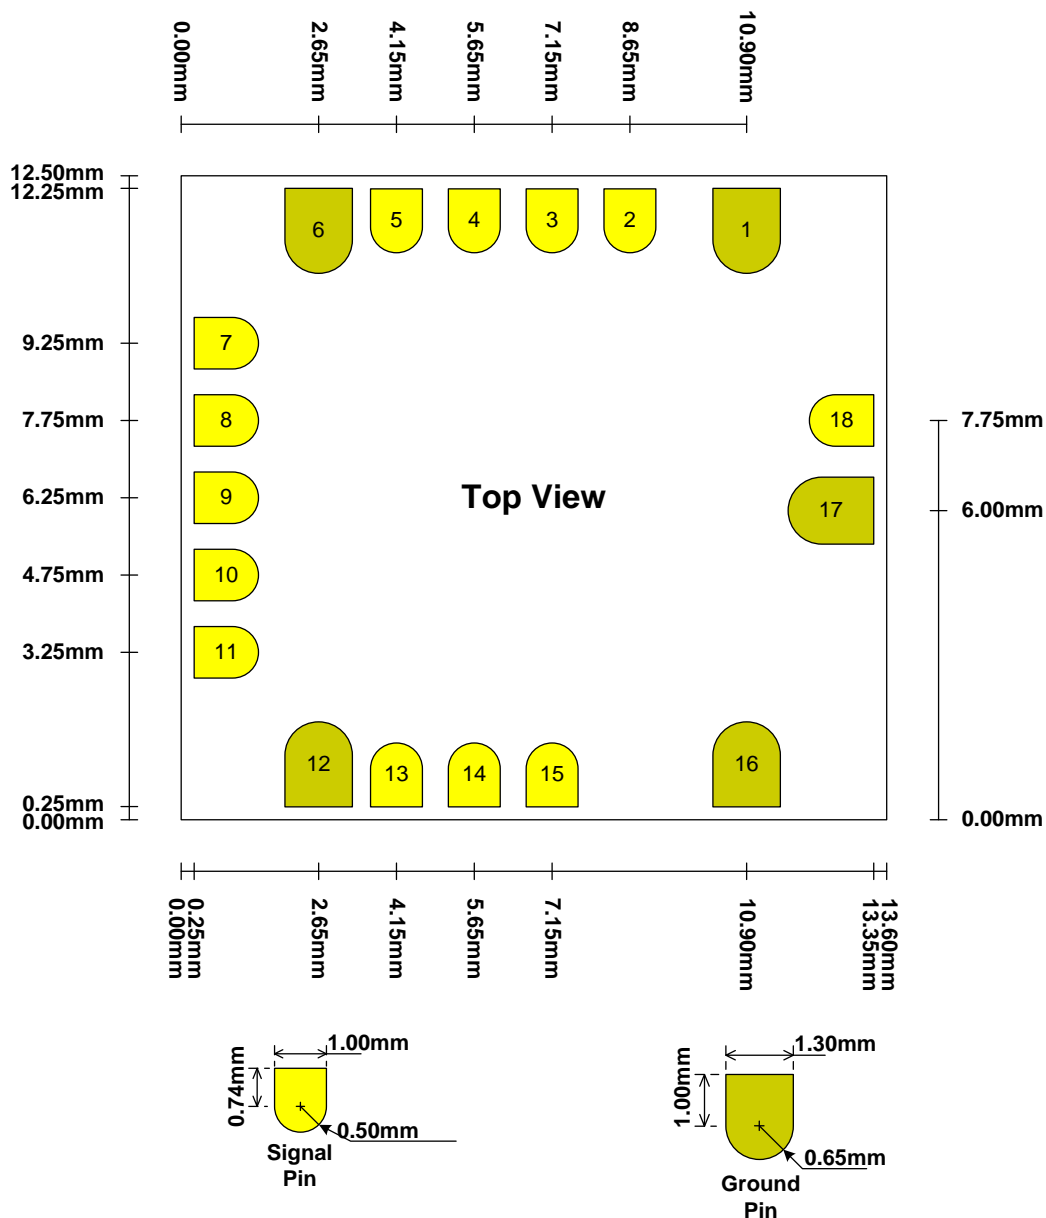 0.00mm
2.65mm
4.15mm
5.65mm
7.15mm
8.65mm
10.90mm
12.50mm
12.25mm
6
5
4
3
2
1
9.25mm
7
7.75mm
8
18
7.75mm
6.25mm
9
Top View
17
6.00mm
4.75mm
10
3.25mm
11
12
13
14
15
16
0.25mm
0.00mm
0.00mm
0.00mm
0.25mm
2.65mm
4.15mm
5.65mm
7.15mm
10.90mm
13.35mm
13.60mm
1.00mm
0.74mm
0.50mm
Signal
Pin
1.30mm
1.00mm
0.65mm
Ground
Pin